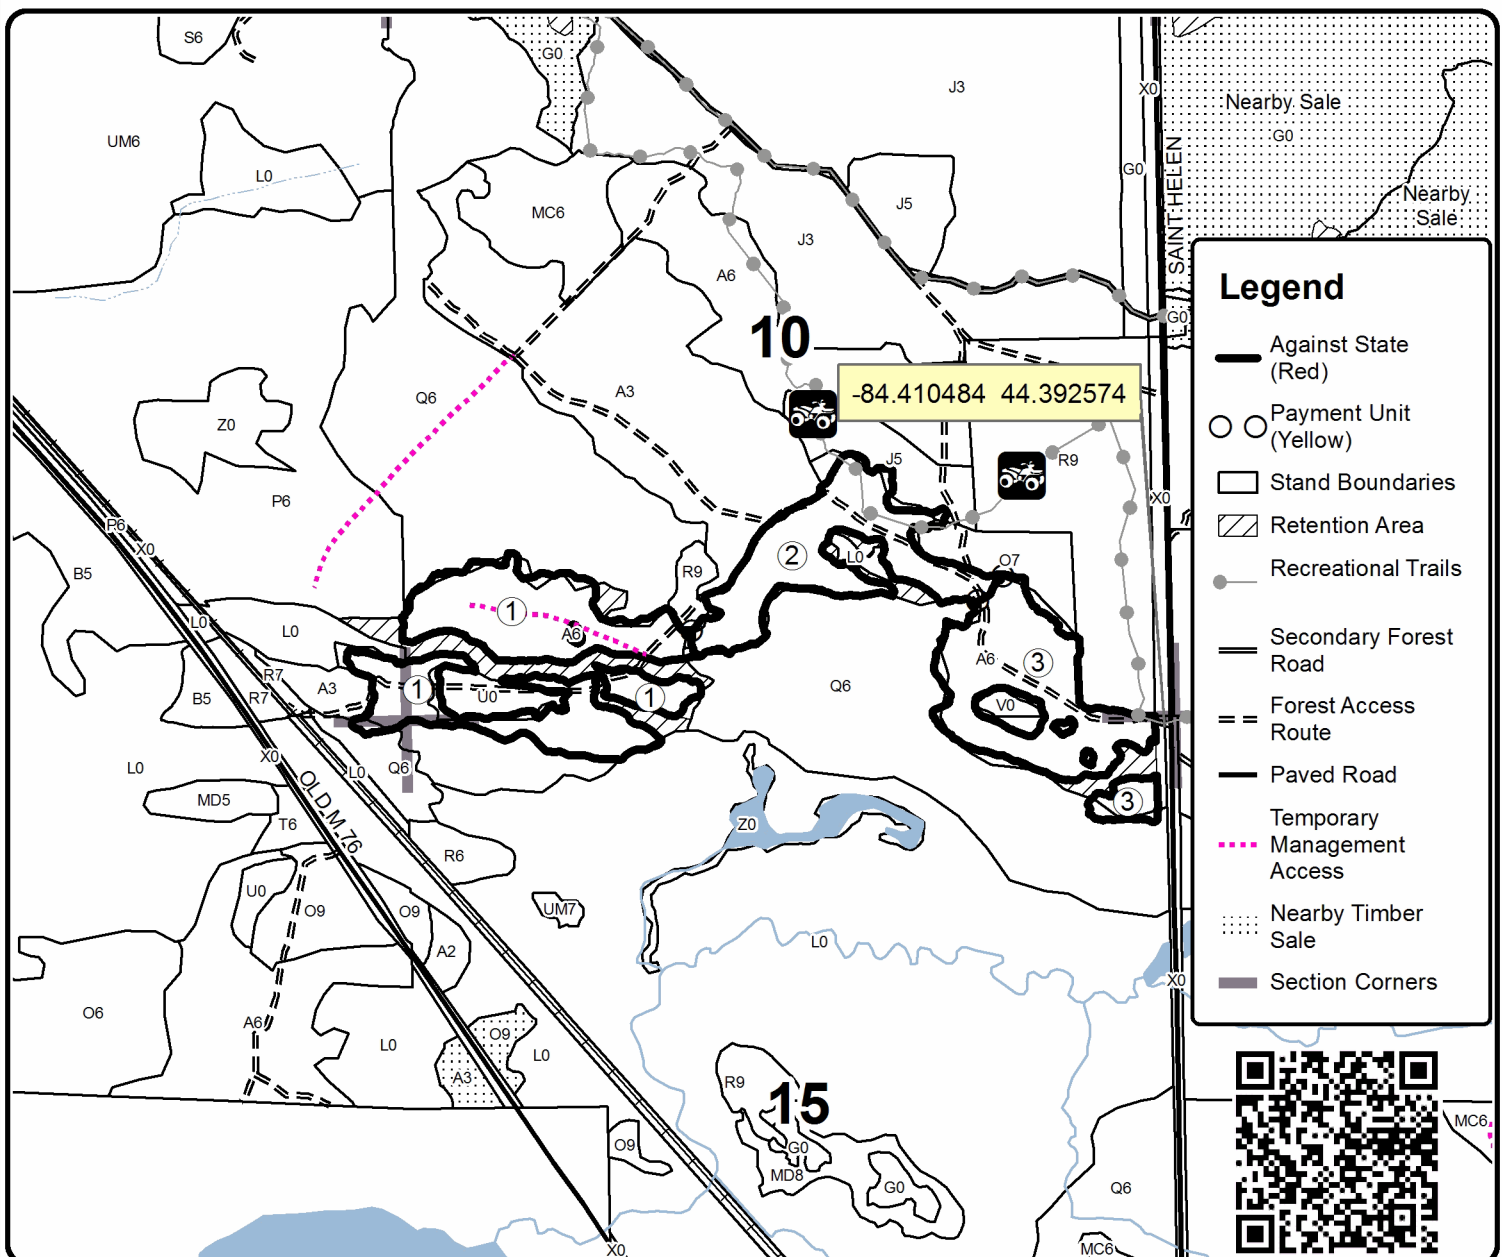 S6
G0
J3
X0
Nearby Sale
G0
UM6
L0
G0
SAINT HELEN
Nearby
Sale
MC6
J5
J3
A6
G0
10
Legend
Against State
(Red)
Payment Unit
(Yellow)
Stand Boundaries
Retention Area
Recreational Trails
Secondary Forest
Road
Forest Access
Route
Paved Road
Temporary
Management
Access
Nearby Timber
Sale
Section Corners
-84.410484 44.392574
Q6
A3
Z0
J5
R9
P6
X0
P6
X0
2
L0
O7
B5
R9
1
A6
L0
L0
A6
3
R7
R7
A3
B5
1
U0
1
Q6
V0
X0
L0
L0
Q6
MD5
3
OLD M 76
T6
Z0
R6
U0
O9
O9
UM7
A2
L0
X0
O6
A6
L0
O9
L0
A3
R9
15
MC6
O9
G0
MD8
G0
Q6
X0
MC6